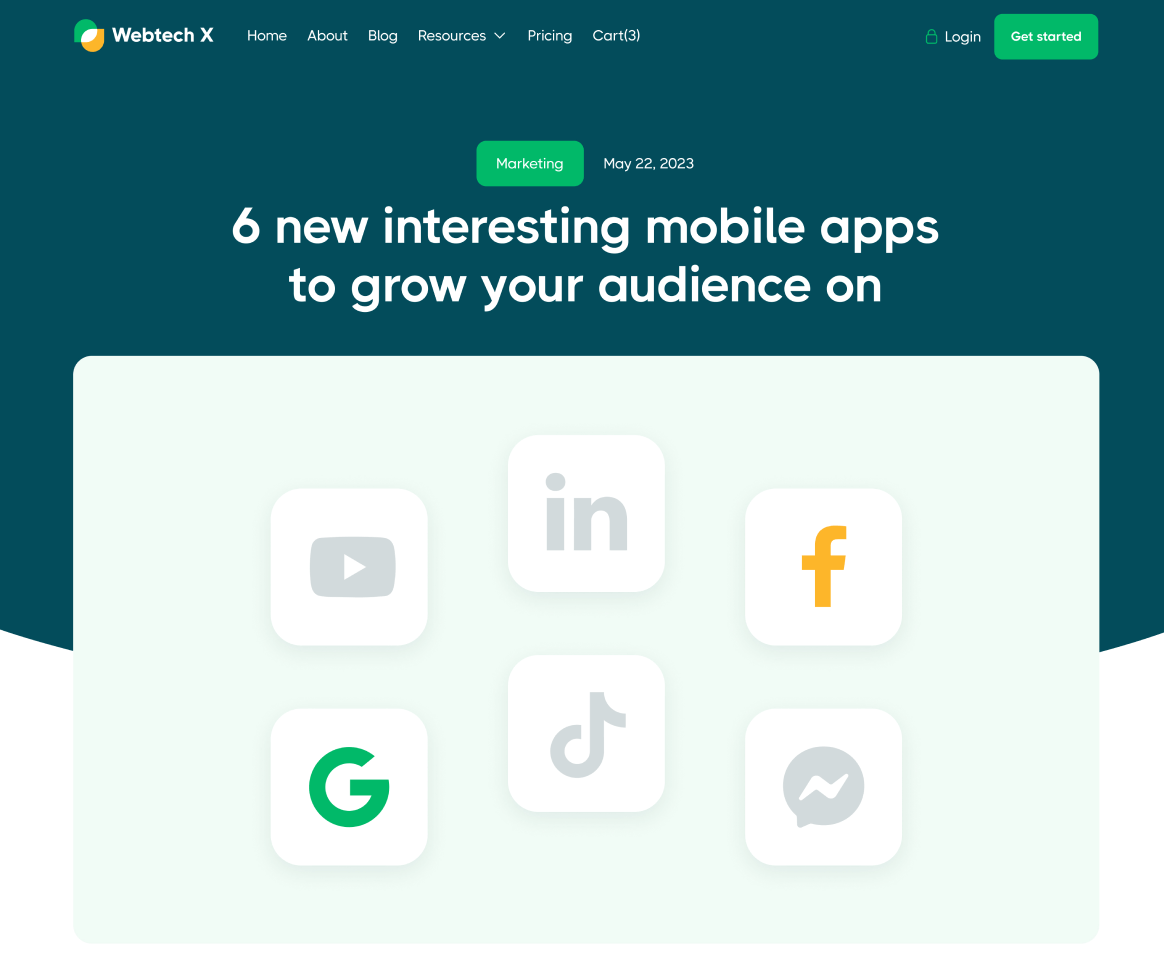 Webtech X
Home
About
Blog
Resources
Pricing
Cart(3)
Login
Get started
Marketing
May 22, 2023
6 new interesting mobile apps
to grow your audience on
in
f
G